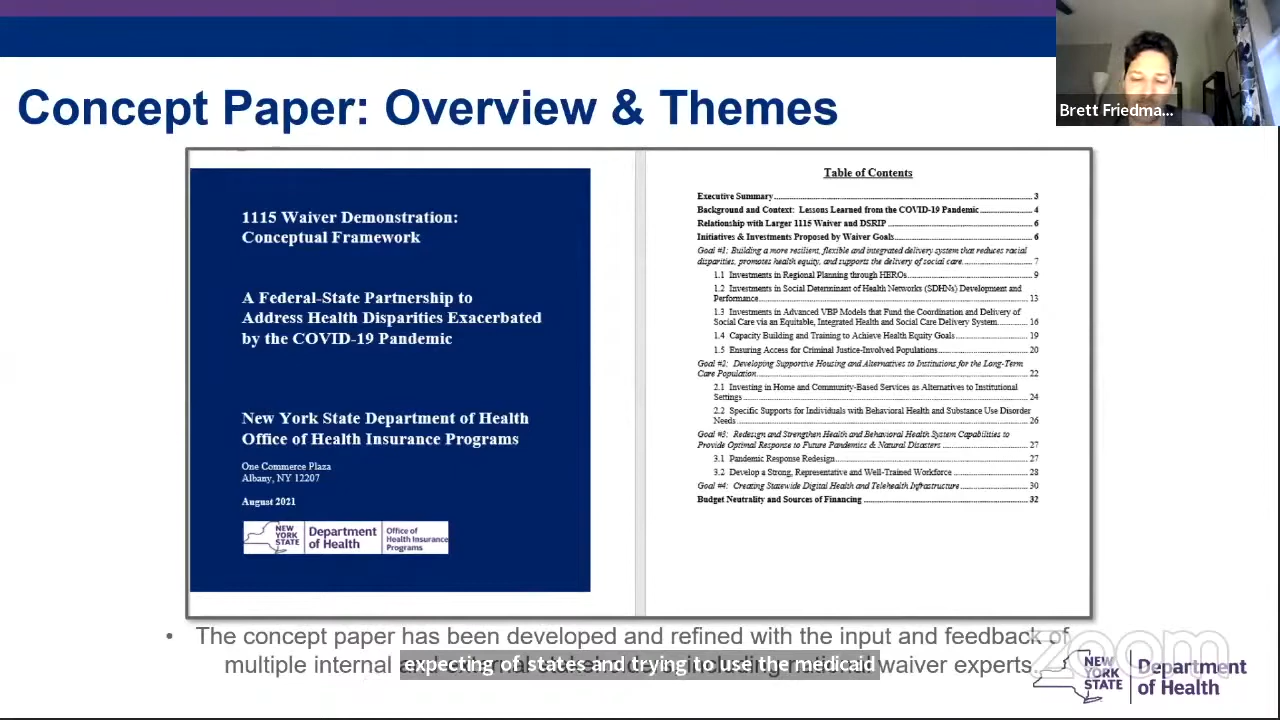 Concept Paper: Overview & Themes
Brett Friedma...
1115 Waiver Demonstration:
Conceptual Framework
A Federal-State Partnership to
Address Health Disparities Exacerbated
by the COVID-19 Pandemic
New York State Department of Health
Office of Health Insurance Programs
One Commerce Plaza
Albany, NY 12207
August 2021
NEW
YORK
STATE
Department
of Health
Office of
Health Insurance
Programs
Table of Contents
Executive Summary 3
Background and Context: Lessons Learned from the COVID-19 Pandemic 4
Relationship with Larger 1115 Waiver and DSRIP 6
Initiatives & Investments Proposed by Waiver Goals 6
Goal #1: Building a more resilient, flexible and integrated delivery system that reduces racial
disparities, promotes health equity, and supports the delivery of social care 7
1.1 Investments in Regional Planning through HEROs 9
1.2 Investments in Social Determinant of Health Networks (SDHNs) Development and
Performance 13
1.3 Investments in Advanced VBP Models that Fund the Coordination and Delivery of
Social Care via an Equitable, Integrated Health and Social Care Delivery System 16
1.4 Capacity Building and Training to Achieve Health Equity Goals 19
1.5 Ensuring Access for Criminal Justice-Involved Populations 20
Goal #2: Developing Supportive Housing and Alternatives to Institutions for the Long-Term
Care Population 22
2.1 Investing in Home and Community-Based Services as Alternatives to Institutional
Settings 24
2.2 Specific Supports for Individuals with Behavioral Health and Substance Use Disorder
Needs 26
Goal #3: Redesign and Strengthen Health and Behavioral Health System Capabilities to
Provide Optimal Response to Future Pandemics & Natural Disasters 27
3.1 Pandemic Response Redesign 27
3.2 Develop a Strong, Representative and Well-Trained Workforce 28
Goal #4: Creating Statewide Digital Health and Telehealth Infrastructure 30
Budget Neutrality and Sources of Financing 32
• The concept paper has been developed and refined with the input and feedback of
multiple internal waiver experts.
expecting of states and trying to use the medicaid
zoom
NEW
YORK
STATE
Department
of Health